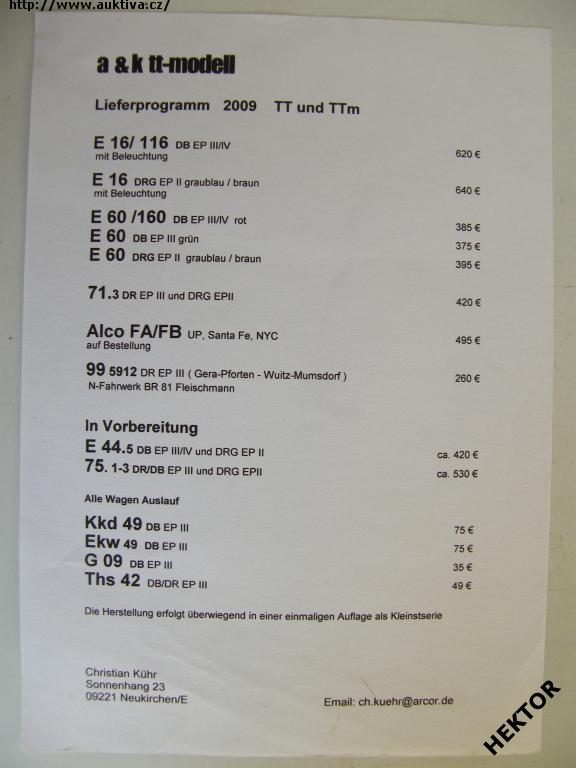 http://www.auktiva.cz/
a & k tt-modell
Lieferprogramm 2009 TT und TTm
E 16/ 116 DB EP III/IV
mit Beleuchtung 620 €
E 16 DRG EP II graublau / braun
mit Beleuchtung 640 €
E 60 /160 DB EP III/IV rot 385 €
E 60 DB EP III grün 375 €
E 60 DRG EP II graublau / braun 395 €
71.3 DR EP III und DRG EPII 420 €
Alco FA/FB UP, Santa Fe, NYC 495 €
auf Bestellung
99 5912 DR EP III ( Gera-Pforten - Wuitz-Mumsdorf ) 260 €
N-Fahrwerk BR 81 Fleischmann
In Vorbereitung
E 44.5 DB EP III/IV und DRG EP II ca. 420 €
75. 1-3 DR/DB EP III und DRG EPII ca. 530 €
Alle Wagen Auslauf
Kkd 49 DB EP III 75 €
Ekw 49 DB EP III 75 €
G 09 DB EP III 35 €
Ths 42 DB/DR EP III 49 €
Die Herstellung erfolgt überwiegend in einer einmaligen Auflage als Kleinstserie
Christian Kühr
Sonnenhang 23
09221 Neukirchen/E Email: ch.kuehr@arcor.de
HEKTOR